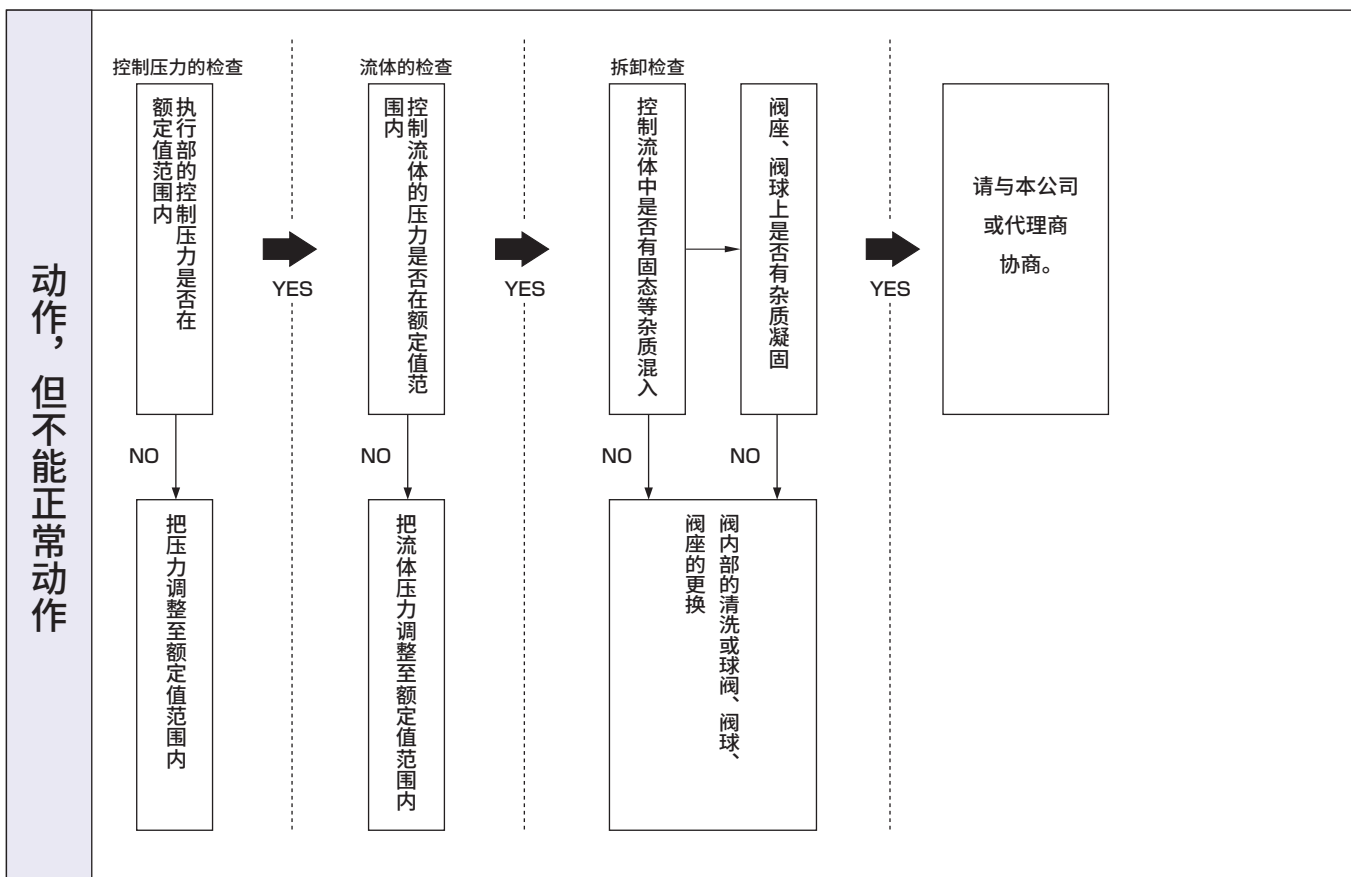 动作，但不能正常动作
控制压力的检查
执行部的控制压力是否在
额定值范围内
YES
NO
把压力调整至额定值范围内
流体的检查
控制流体的压力是否在额定值范
围内
YES
NO
把流体压力调整至额定值范围内
拆卸检查
控制流体中是否有固态等杂质混入
阀座、阀球上是否有杂质凝固
NO
NO
阀内部的清洗或球阀、阀球、
阀座的更换
YES
请与本公司
或代理商
协商。